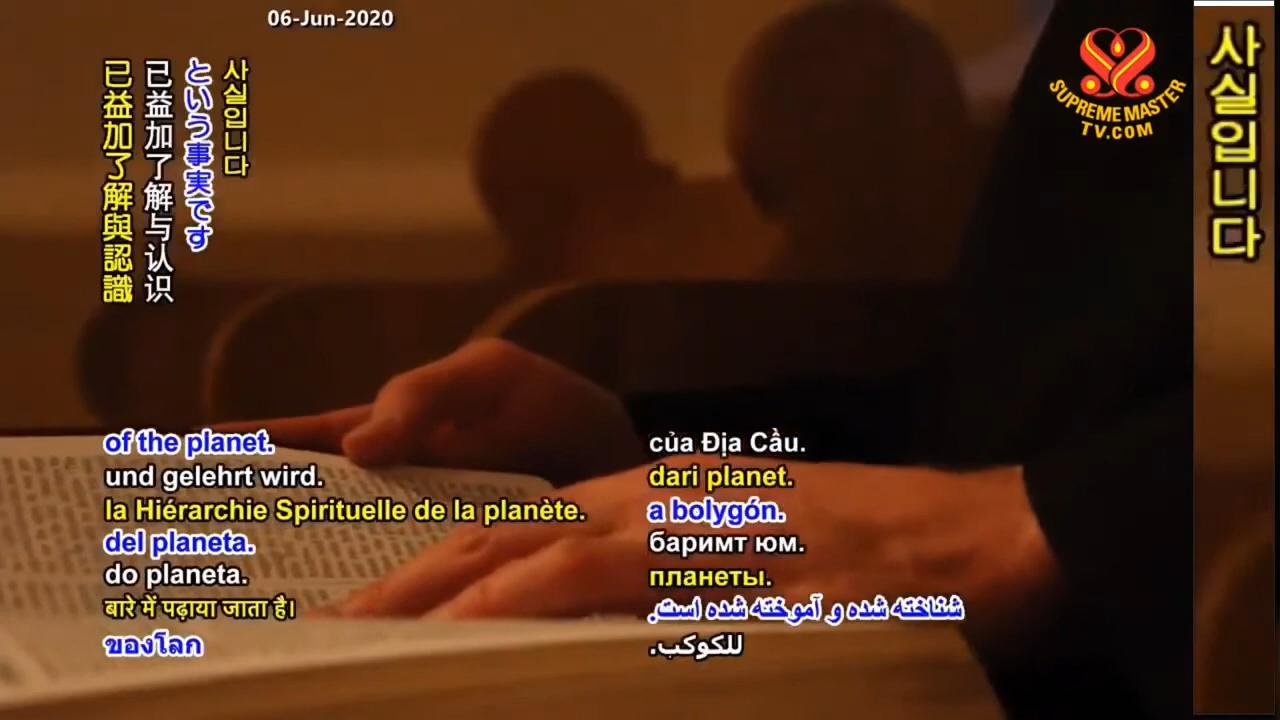 06-Jun-2020
SUPREME MASTER
TV.COM
사실입니다
という事実です
已益加了解与认识
已益加了解與認識
사실입니다
of the planet.
und gelehrt wird.
la Hiérarchie Spirituelle de la planète.
del planeta.
do planeta.
बारे में पढ़ाया जाता है।
ของโลก
của Địa Cầu.
dari planet.
a bolygón.
баримт юм.
планеты.
شناخته شده و آموخته شده است.
للكوكب.